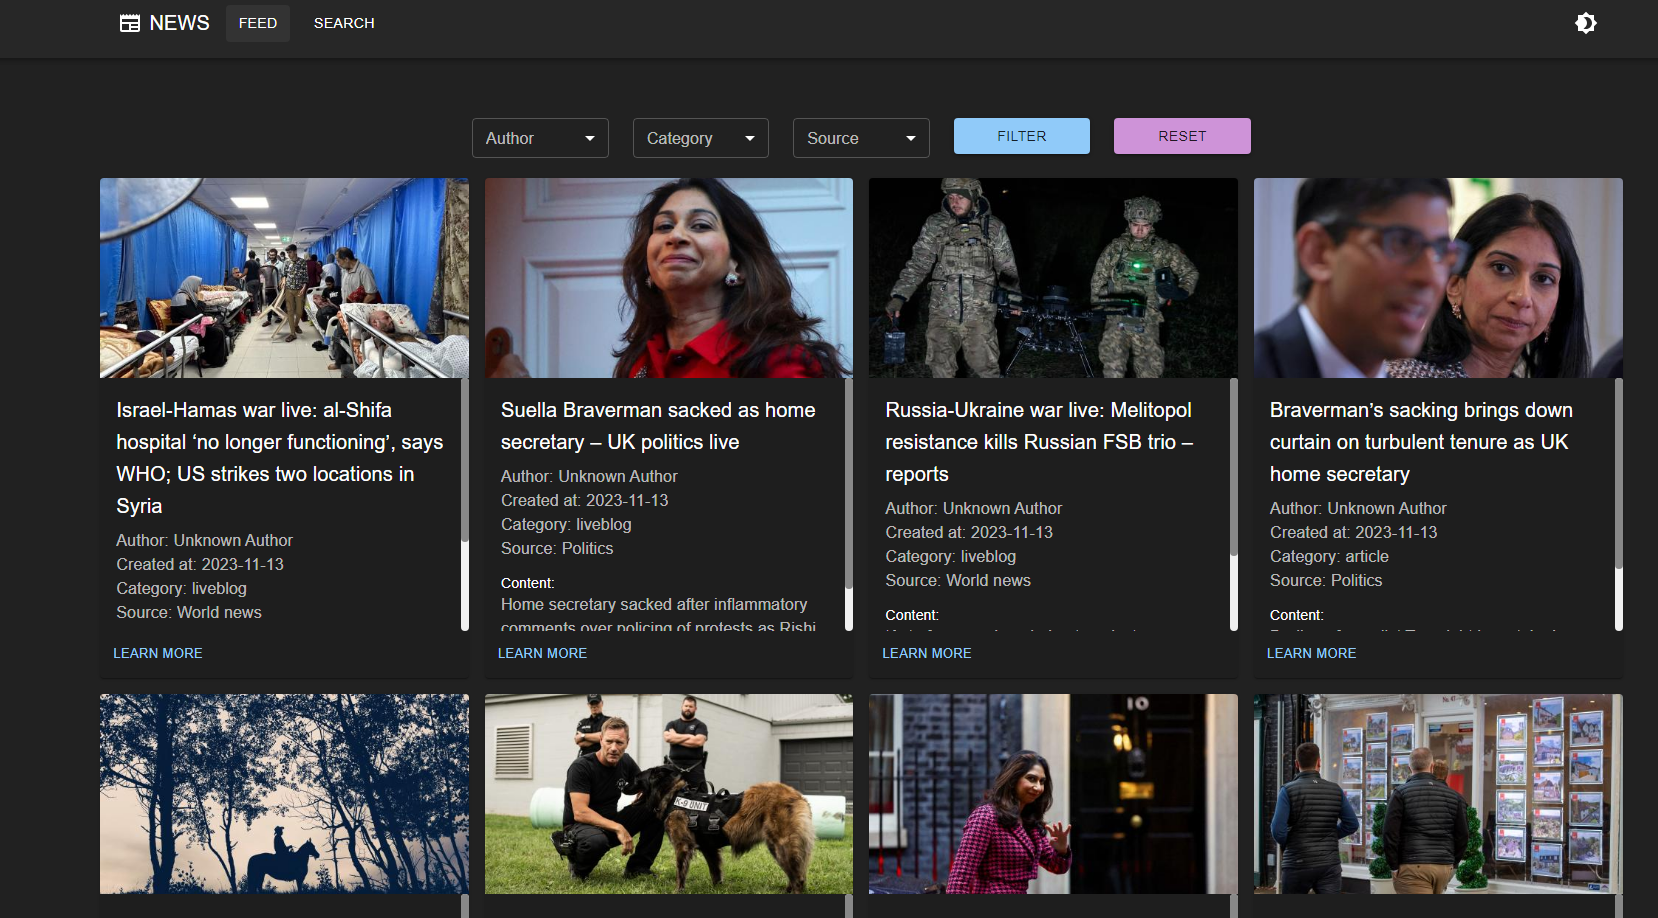 NEWS FEED SEARCH
Author Category Source FILTER RESET
Israel-Hamas war live: al-Shifa
hospital ‘no longer functioning’, says
WHO; US strikes two locations in
Syria
Author: Unknown Author
Created at: 2023-11-13
Category: liveblog
Source: World news
LEARN MORE
Suella Braverman sacked as home
secretary – UK politics live
Author: Unknown Author
Created at: 2023-11-13
Category: liveblog
Source: Politics
Content:
Home secretary sacked after inflammatory
comments over policing of protests as Rishi
LEARN MORE
Russia-Ukraine war live: Melitopol
resistance kills Russian FSB trio –
reports
Author: Unknown Author
Created at: 2023-11-13
Category: liveblog
Source: World news
Content:
LEARN MORE
Braverman’s sacking brings down
curtain on turbulent tenure as UK
home secretary
Author: Unknown Author
Created at: 2023-11-13
Category: article
Source: Politics
Content:
LEARN MORE
K-9 UNIT
10